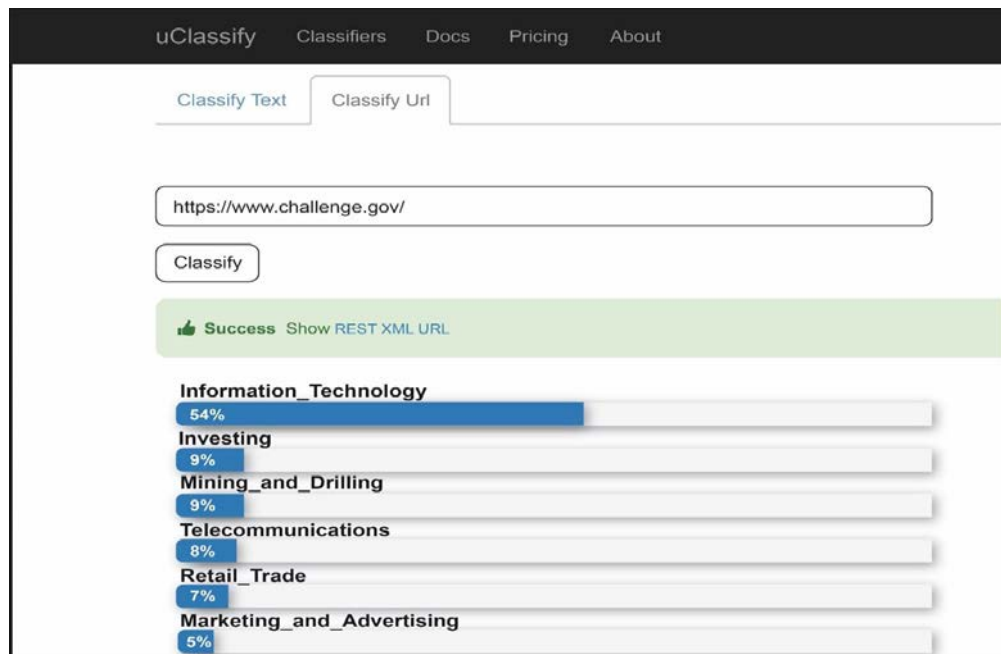 uClassify Classifiers Docs Pricing About
Classify Text Classify Url
https://www.challenge.gov/
Classify
Success Show REST XML URL
Information_Technology
54%
Investing
9%
Mining_and_Drilling
9%
Telecommunications
8%
Retail_Trade
7%
Marketing_and_Advertising
5%